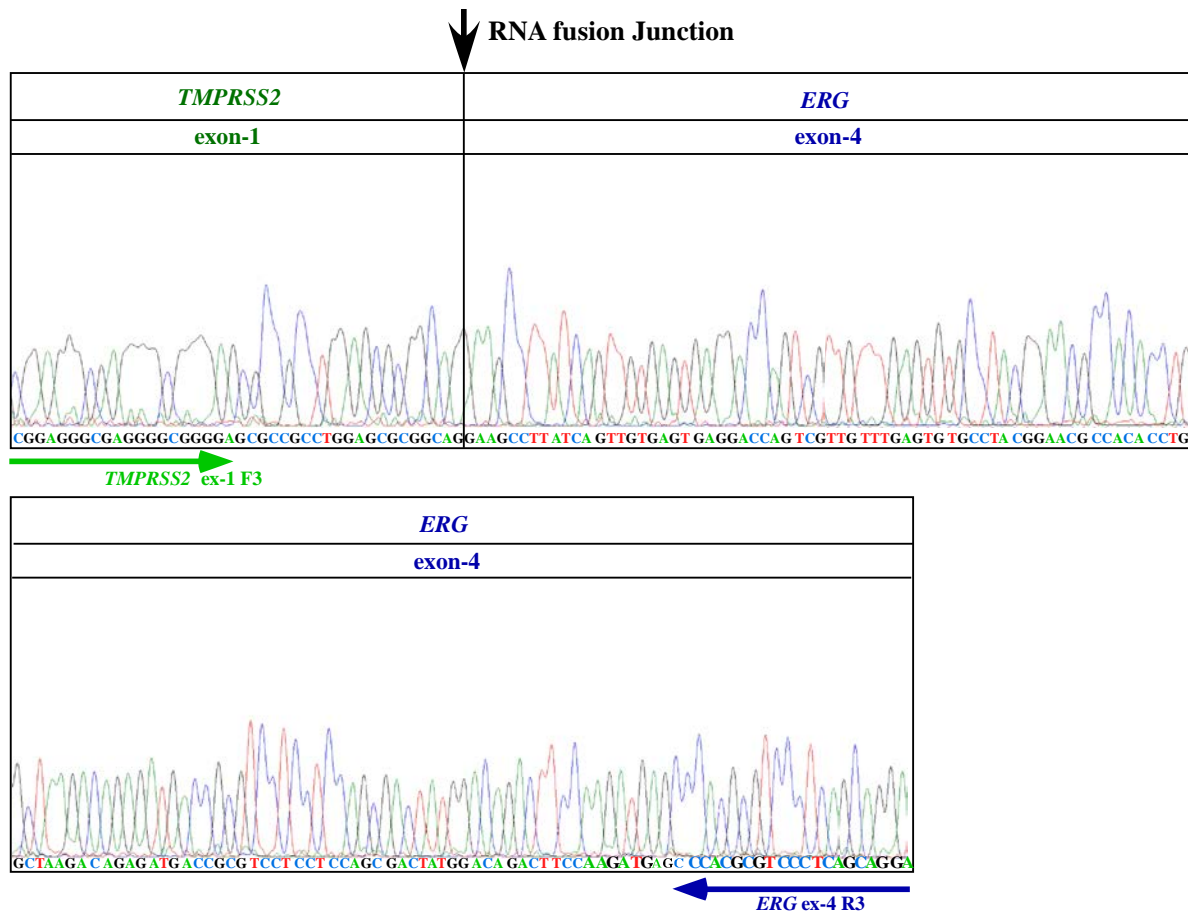 RNA fusion Junction
TMPRSS2 ERG
exon-1 exon-4
CGGAGGGCGAGGGGCGGGGAGCGCCGCCTGGAGCGCGGCAGGAAGCCTTATCAGTTGTGAGTGAGGACCAGTCGTTGTTTGAGTGTGCCTACGGAACGCCACACCTG
TMPRSS2 ex-1 F3
ERG
exon-4
GCTAAGACAGAGATGACCGCGTCCTCCTCCAGCGACTATGGACAGACTTCCAAGATGAGCCCACGCGTCCCTCAGCAGGA
ERG ex-4 R3